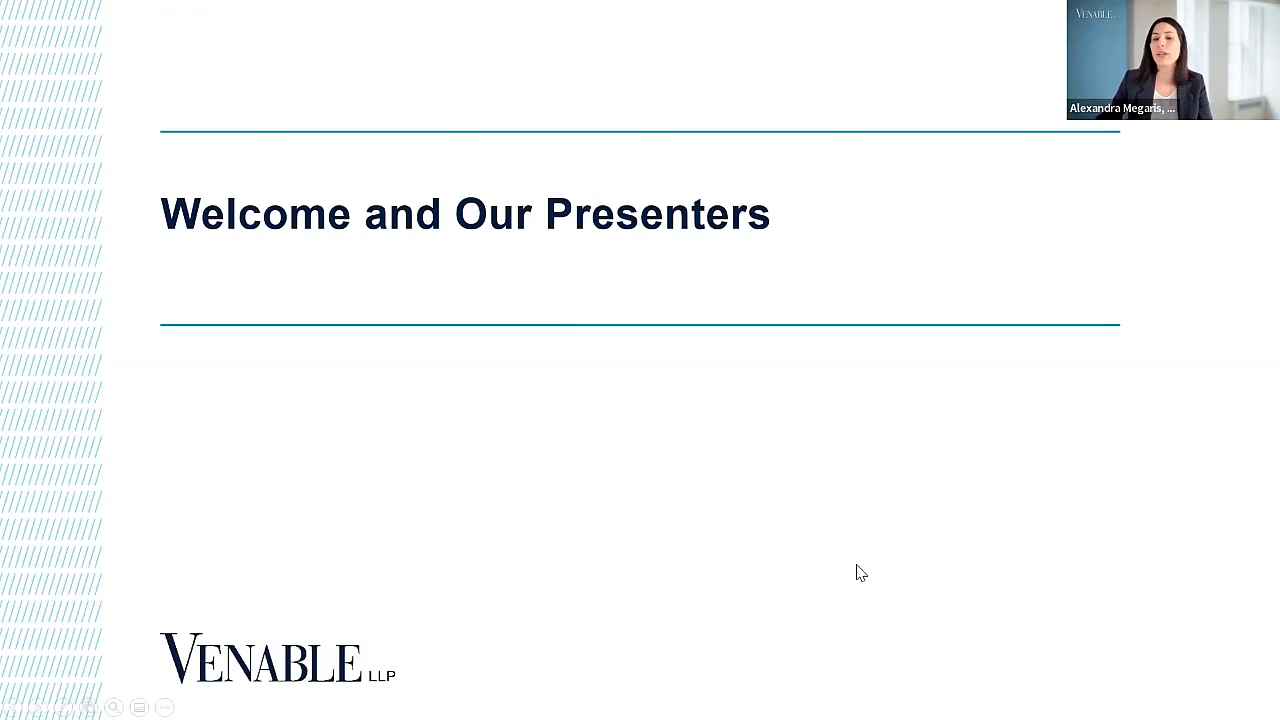 VENABLE
Alexandra Megaris, ...
Welcome and Our Presenters
VENABLE LLP